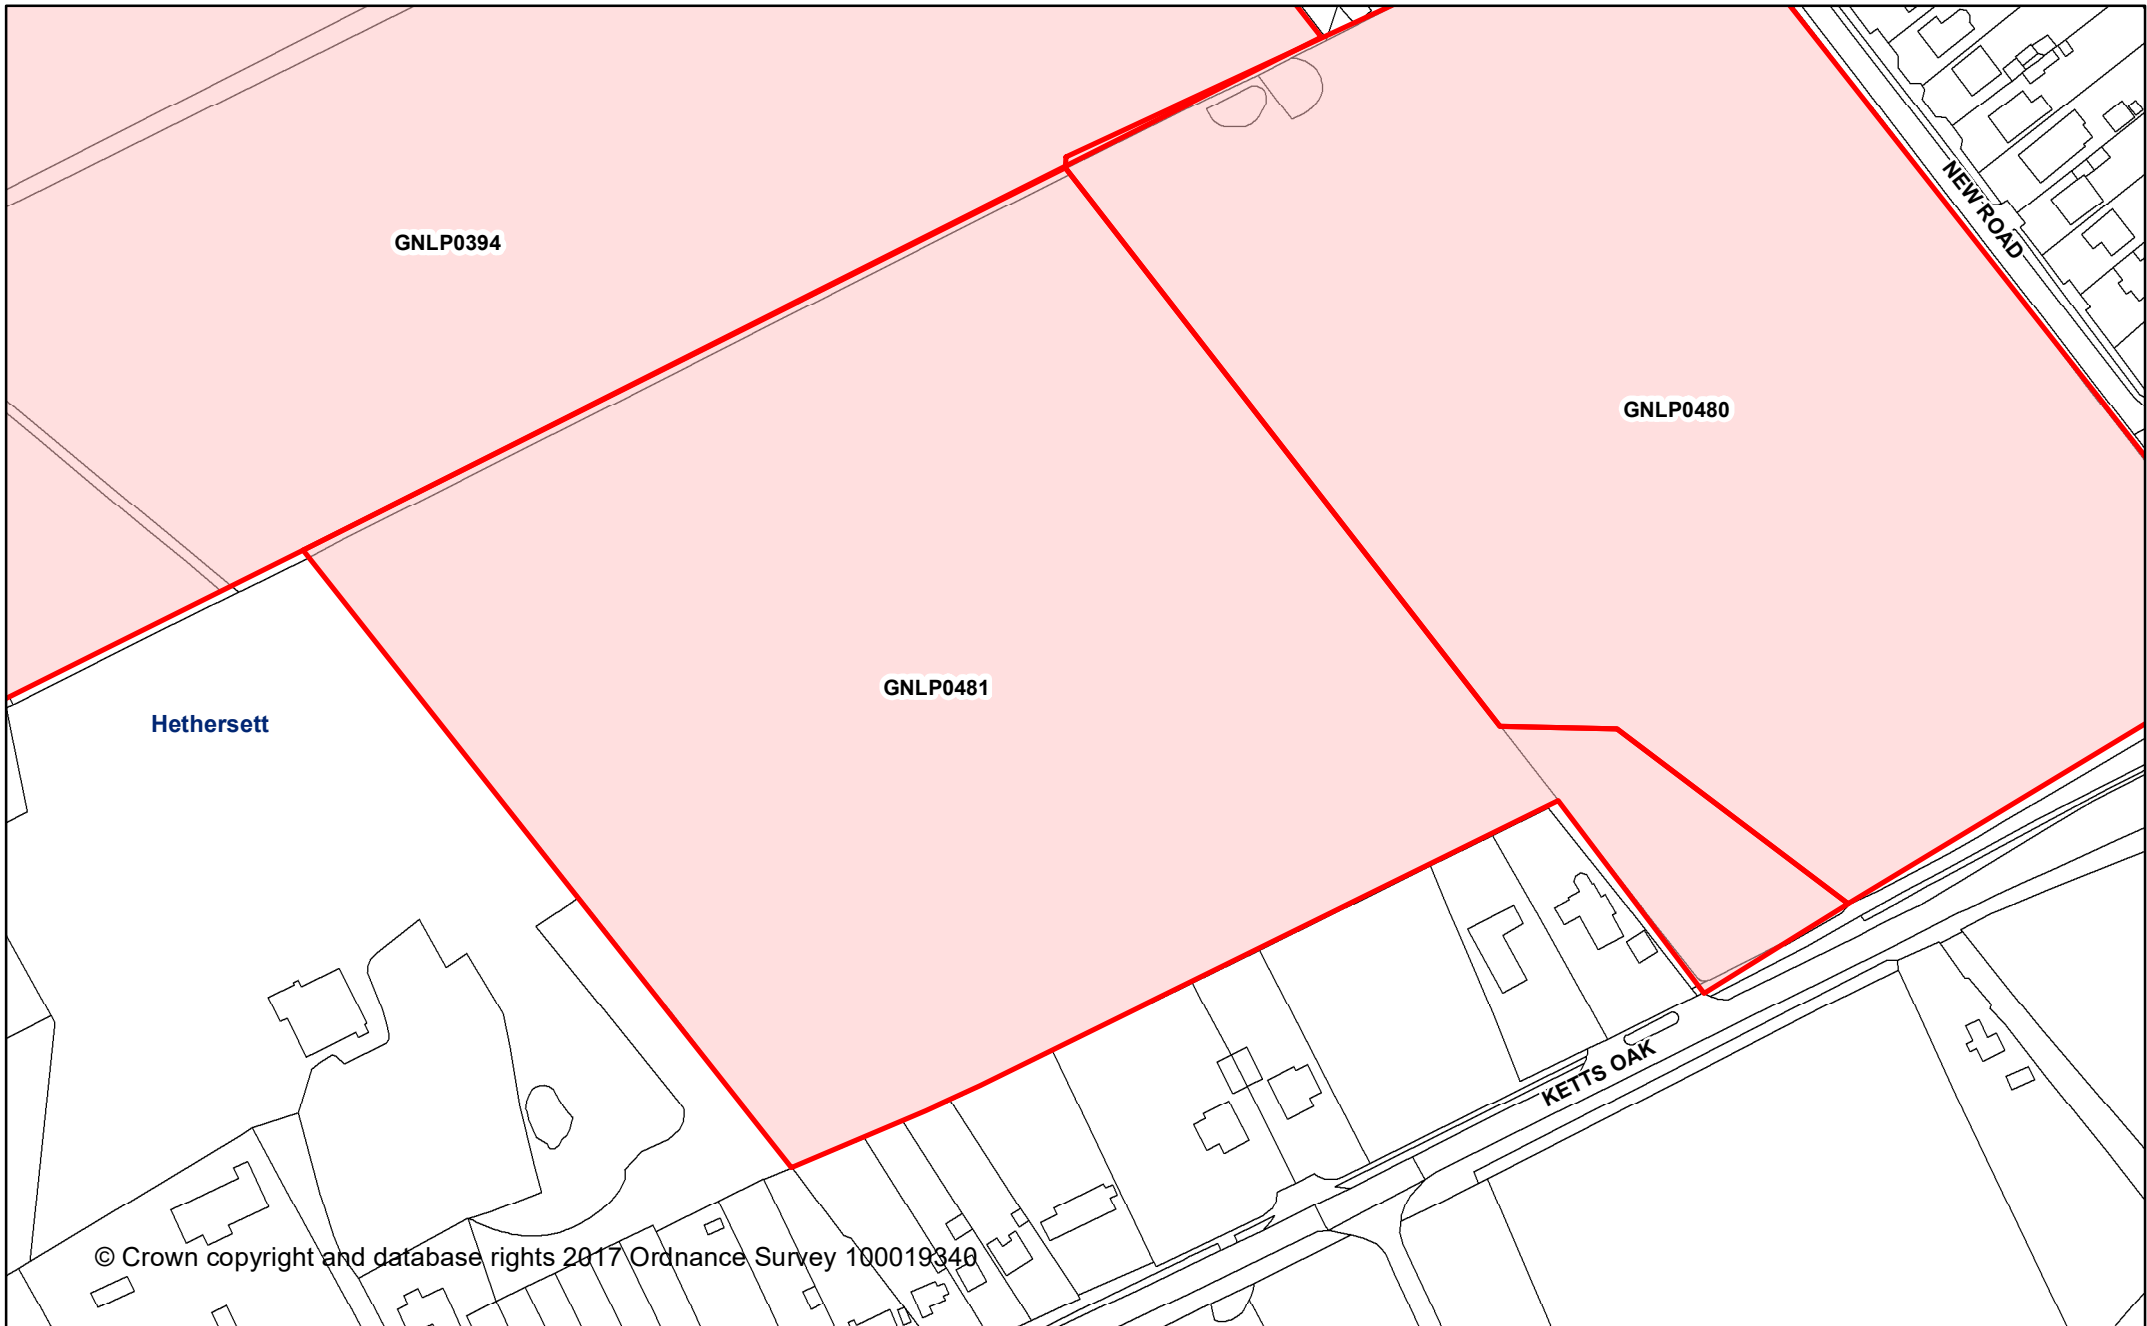 NEW ROAD
GNLP0394
GNLP0480
GNLP0481
Hethersett
KETTS OAK
© Crown copyright and database rights 2017 Ordnance Survey 100019340